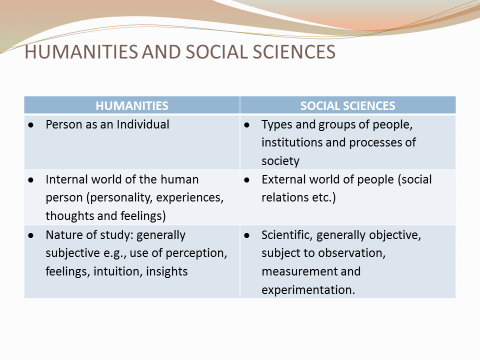 HUMANITIES AND SOCIAL SCIENCES
HUMANITIES
SOCIAL SCIENCES
● Person as an Individual
● Types and groups of people,
institutions and processes of
society
● Internal world of the human
person (personality, experiences,
thoughts and feelings)
● External world of people (social
relations etc.)
● Nature of study: generally
subjective e.g., use of perception,
feelings, intuition, insights
● Scientific, generally objective,
subject to observation,
measurement and
experimentation.